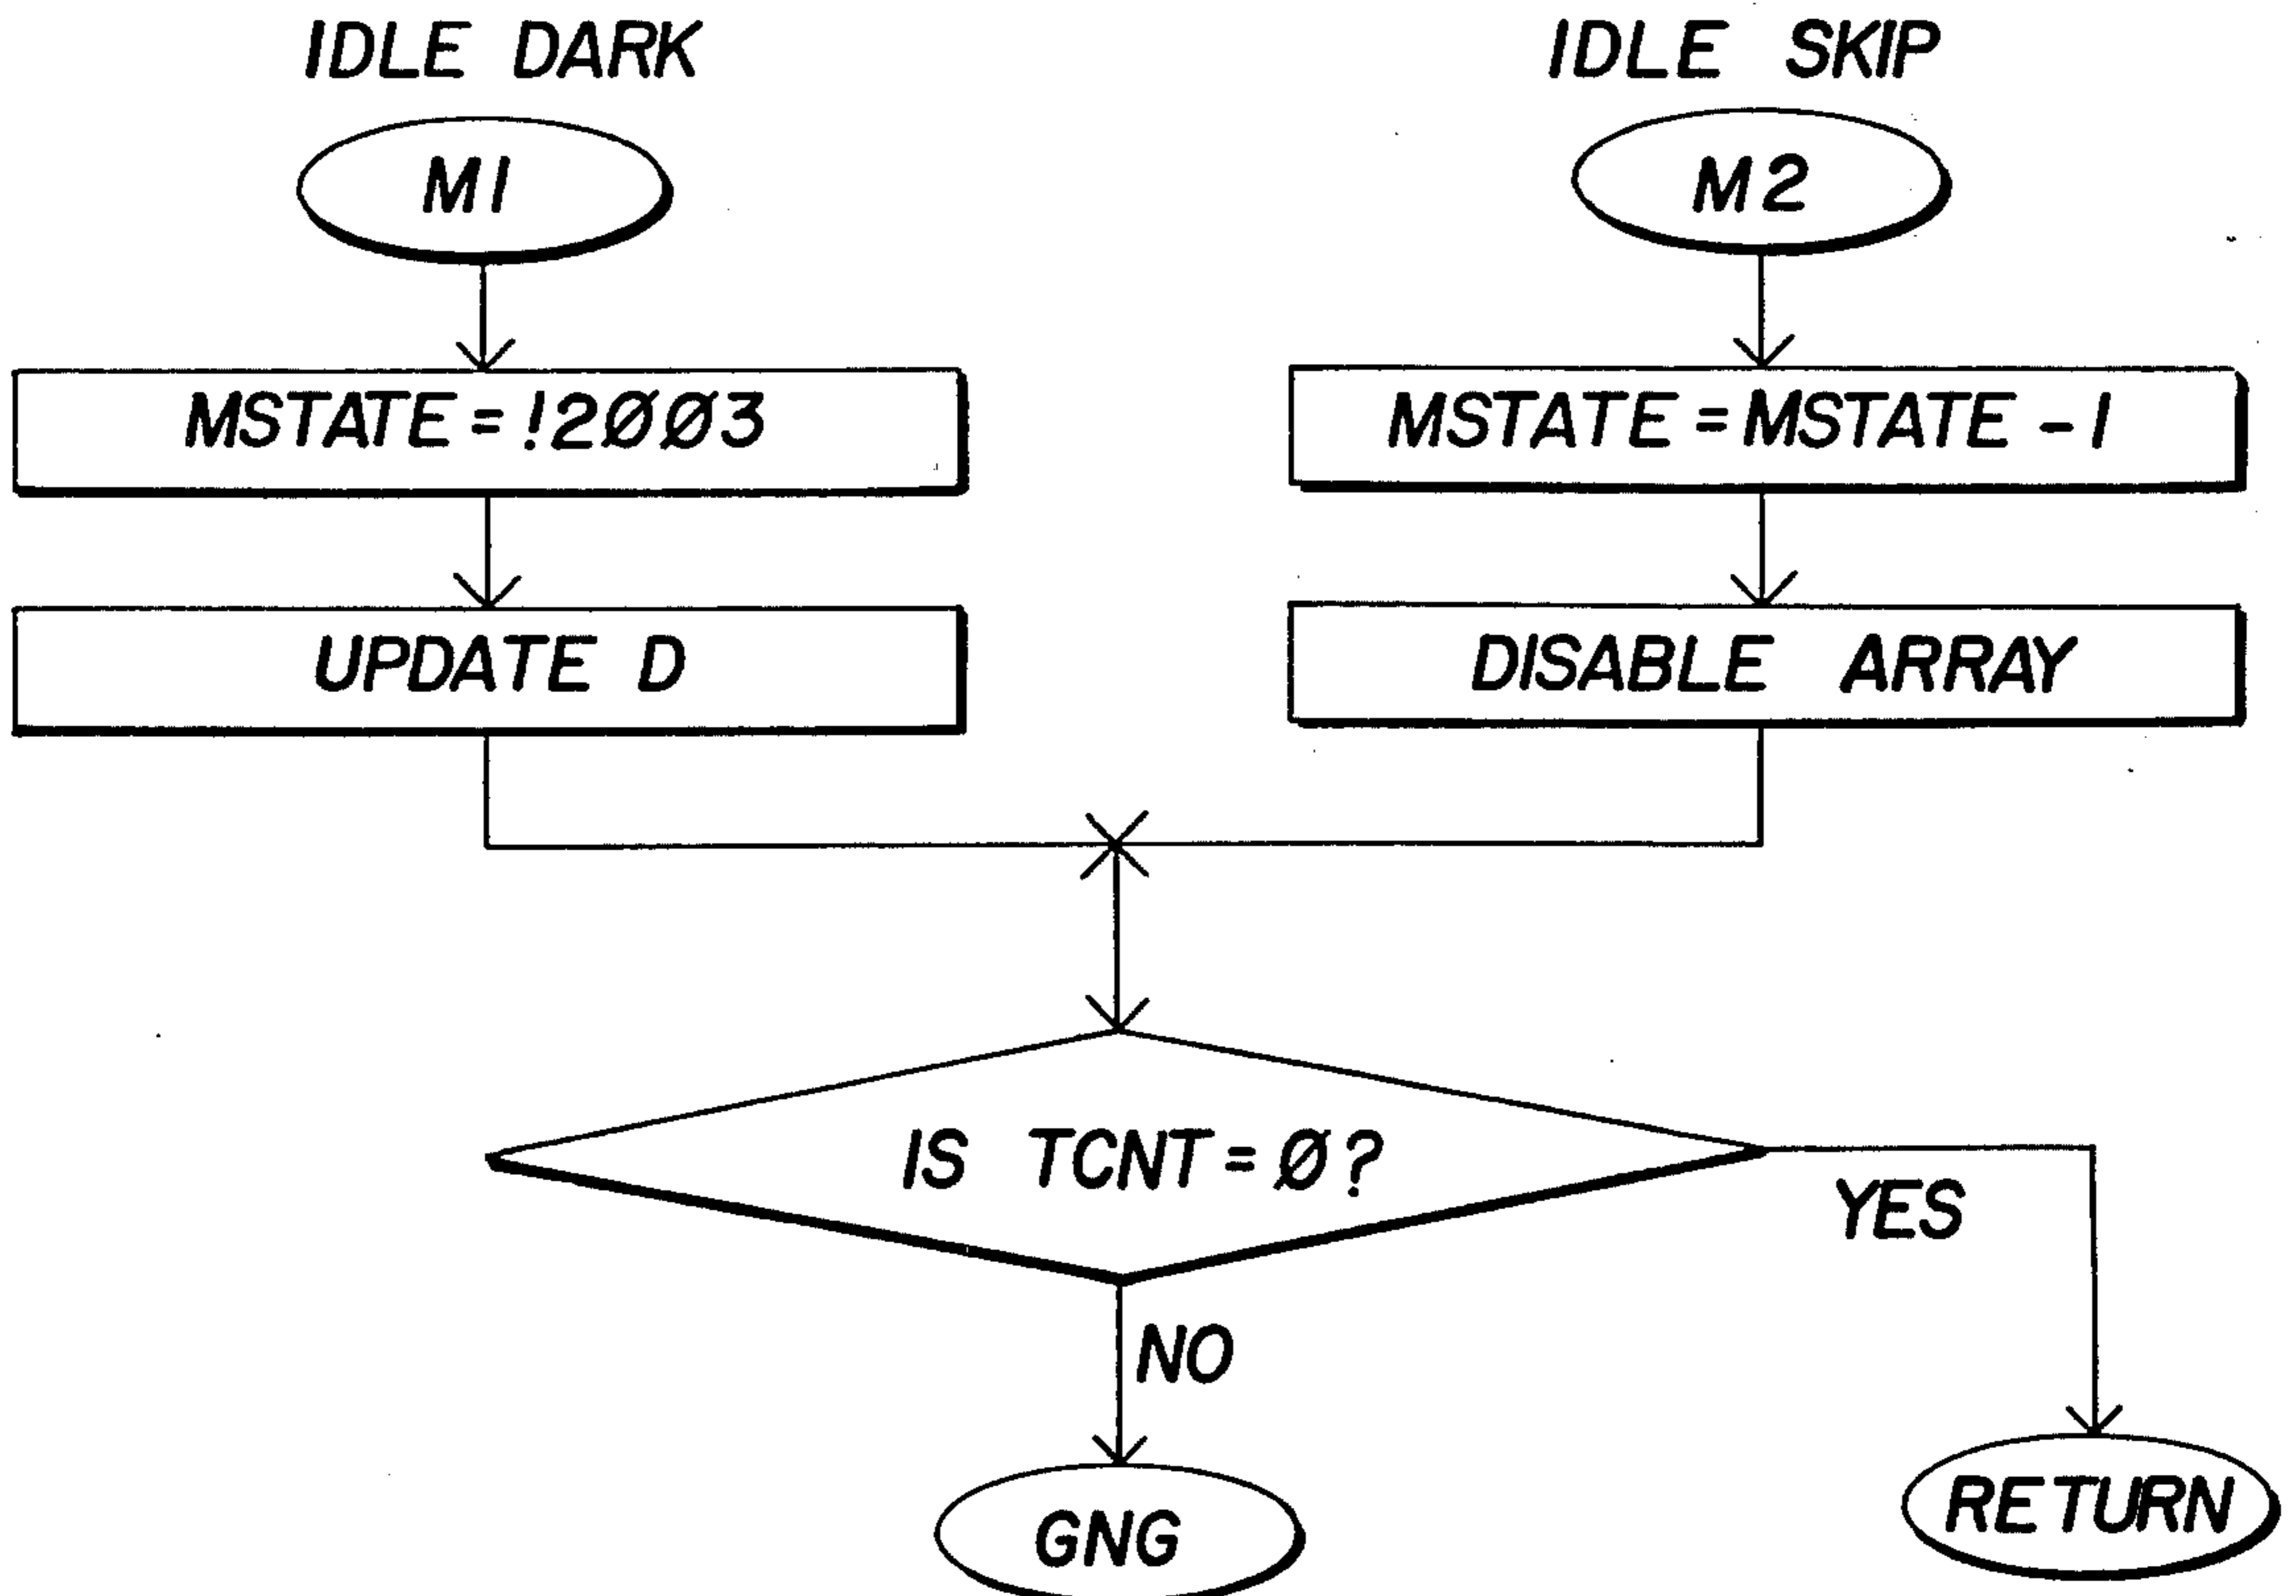 IDLE DARK
IDLE SKIP
M1
M2
MSTATE = !2ØØ3
MSTATE = MSTATE - 1
UPDATE D
DISABLE ARRAY
IS TCNT = Ø?
YES
NO
GNG
RETURN